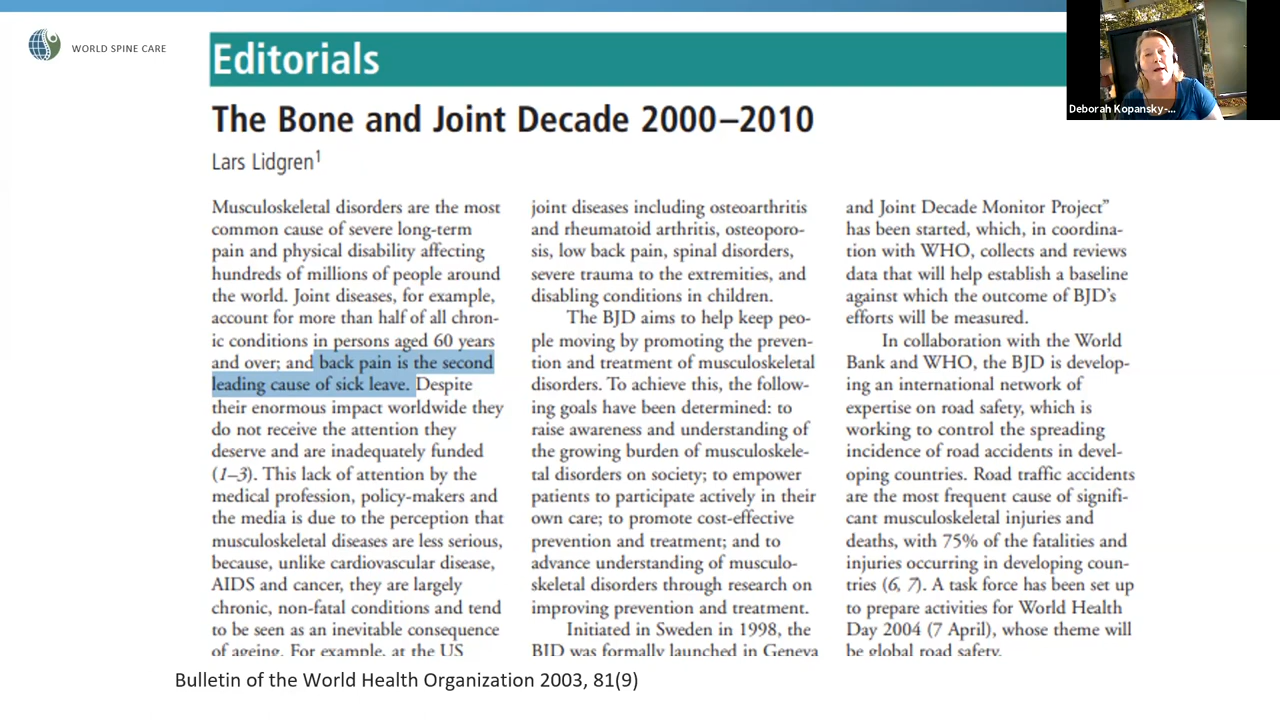 WORLD SPINE CARE
Deborah Kopansky-...
Editorials
The Bone and Joint Decade 2000–2010
Lars Lidgren1
Musculoskeletal disorders are the most
common cause of severe long-term
pain and physical disability affecting
hundreds of millions of people around
the world. Joint diseases, for example,
account for more than half of all chron-
ic conditions in persons aged 60 years
and over; and back pain is the second
leading cause of sick leave. Despite
their enormous impact worldwide they
do not receive the attention they
deserve and are inadequately funded
(1–3). This lack of attention by the
medical profession, policy-makers and
the media is due to the perception that
musculoskeletal diseases are less serious,
because, unlike cardiovascular disease,
AIDS and cancer, they are largely
chronic, non-fatal conditions and tend
to be seen as an inevitable consequence
of ageing. For example, at the US
joint diseases including osteoarthritis
and rheumatoid arthritis, osteoporo-
sis, low back pain, spinal disorders,
severe trauma to the extremities, and
disabling conditions in children.
The BJD aims to help keep peo-
ple moving by promoting the preven-
tion and treatment of musculoskeletal
disorders. To achieve this, the follow-
ing goals have been determined: to
raise awareness and understanding of
the growing burden of musculoskele-
tal disorders on society; to empower
patients to participate actively in their
own care; to promote cost-effective
prevention and treatment; and to
advance understanding of musculo-
skeletal disorders through research on
improving prevention and treatment.
Initiated in Sweden in 1998, the
BJD was formally launched in Geneva
and Joint Decade Monitor Project”
has been started, which, in coordina-
tion with WHO, collects and reviews
data that will help establish a baseline
against which the outcome of BJD’s
efforts will be measured.
In collaboration with the World
Bank and WHO, the BJD is develop-
ing an international network of
expertise on road safety, which is
working to control the spreading
incidence of road accidents in devel-
oping countries. Road traffic accidents
are the most frequent cause of signifi-
cant musculoskeletal injuries and
deaths, with 75% of the fatalities and
injuries occurring in developing coun-
tries (6, 7). A task force has been set up
to prepare activities for World Health
Day 2004 (7 April), whose theme will
be global road safety.
Bulletin of the World Health Organization 2003, 81(9)